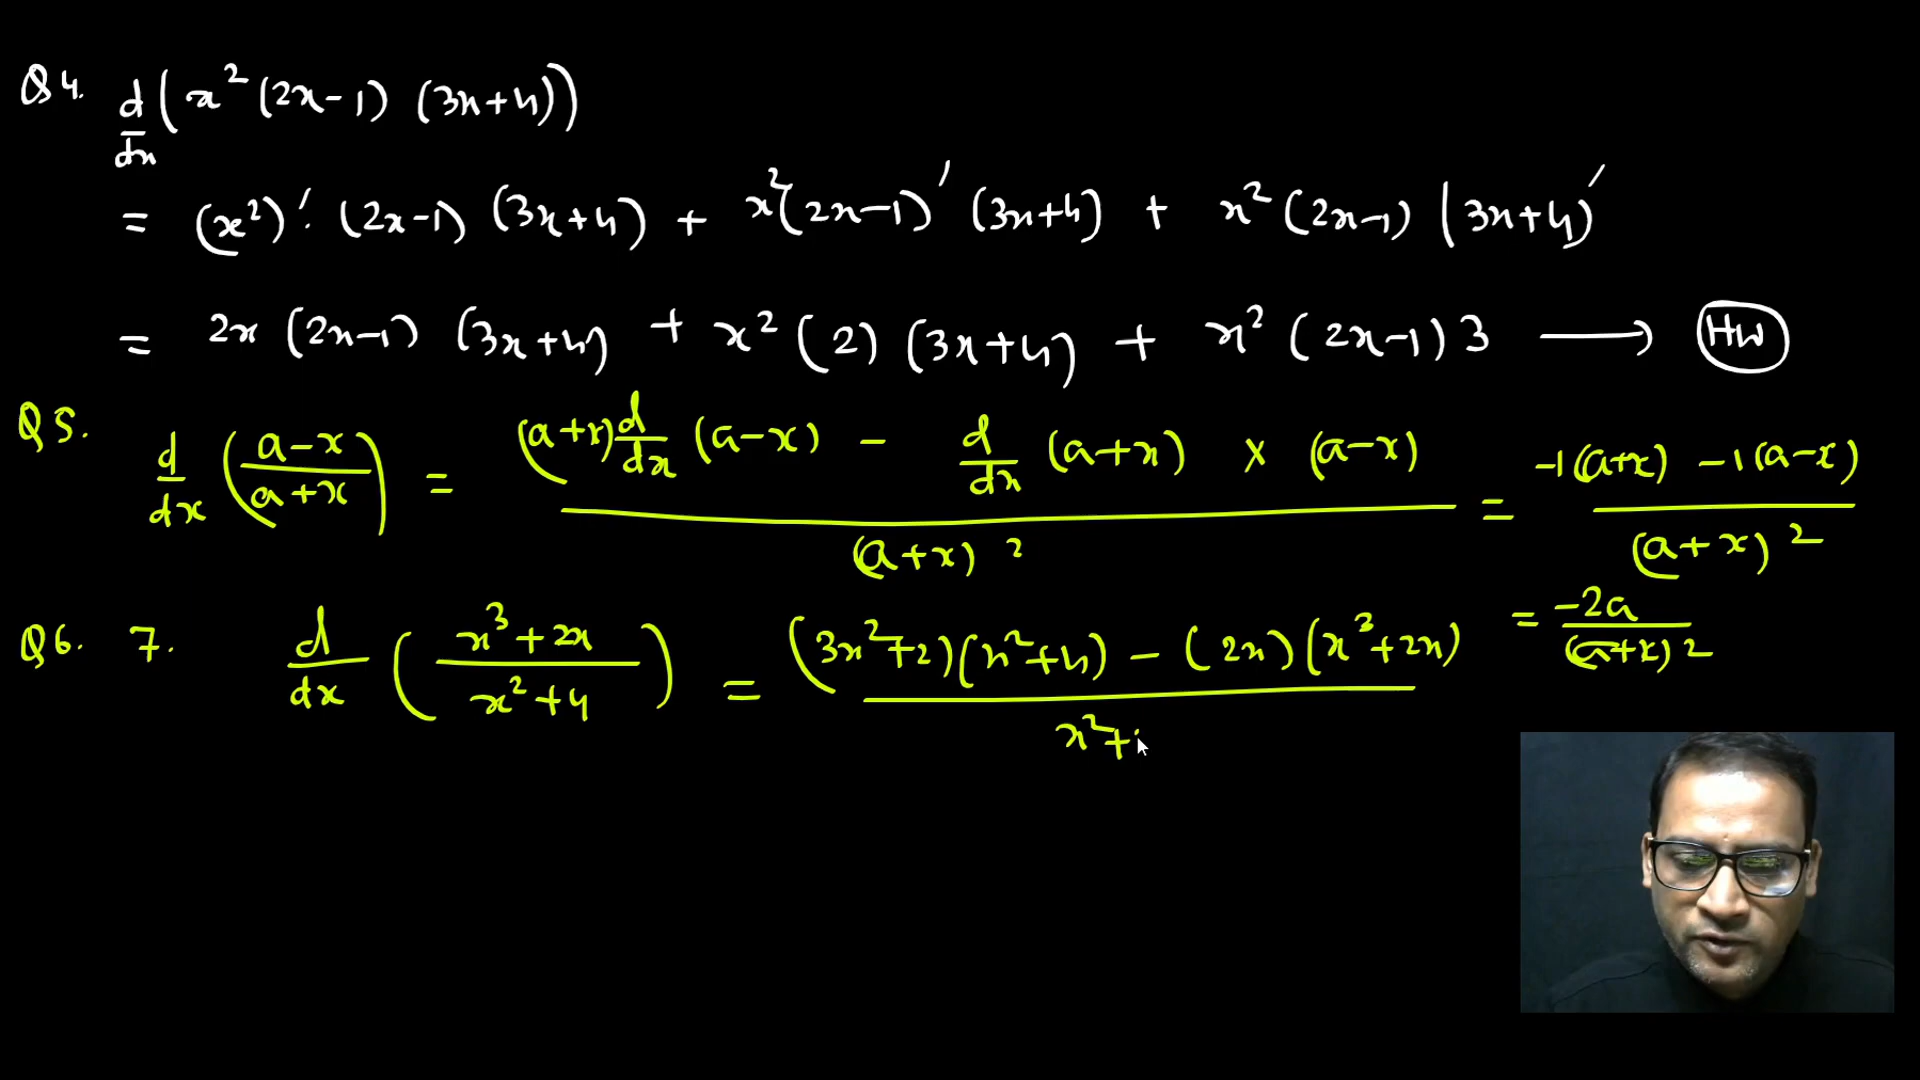 Q4. d/dx (x² (2x-1) (3x+4))
= (x²)'. (2x-1) (3x+4) + x²(2x-1)' (3x+4) + x² (2x-1) (3x+4)'
= 2x (2x-1) (3x+4) + x² (2) (3x+4) + x² (2x-1) 3 → HW
Q5. d/dx ((a-x)/(a+x)) = ((a+x) d/dx (a-x) - d/dx (a+x) × (a-x))/(a+x)² = (-1(a+x) -1(a-x))/(a+x)²
= -2a/(a+x)²
Q6. 7. d/dx ((x³+2x)/(x²+4)) = ((3x²+2)(x²+4) - (2x)(x³+2x))/(x²+